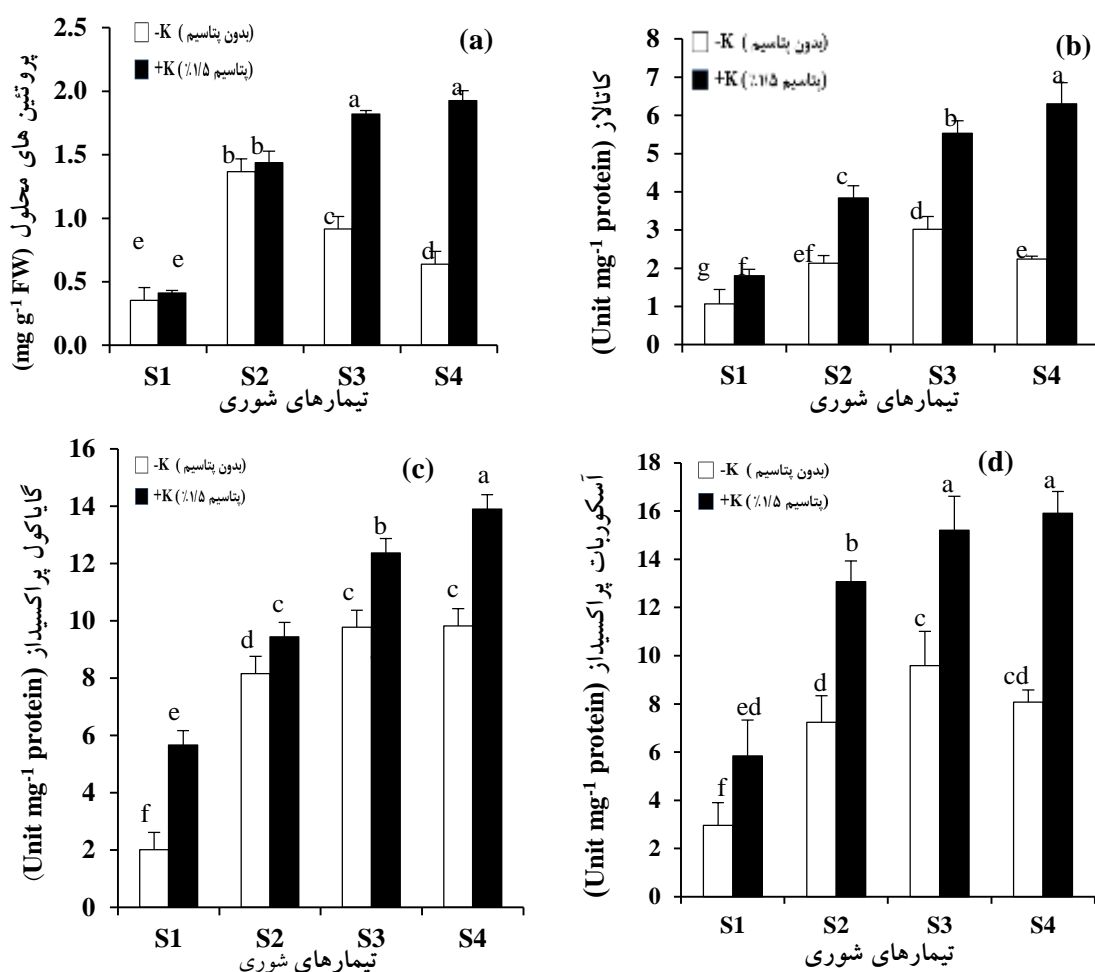 (a)
-K ( بدون پتاسیم)
+K (پتاسیم ۱/۵٪)
پروتئین های محلول (mg g-1 FW)
2.5
2.0
1.5
1.0
0.5
0.0
e
e
b
b
c
a
d
a
S1 S2 S3 S4
تیمارهای شوری
(b)
-K ( بدون پتاسیم)
+K (پتاسیم ۱/۵٪)
کاتالاز (Unit mg-1 protein)
8
7
6
5
4
3
2
1
0
g
f
ef
c
d
b
e
a
S1 S2 S3 S4
تیمارهای شوری
(c)
-K ( بدون پتاسیم)
+K (پتاسیم ۱/۵٪)
گایاکول پراکسیداز (Unit mg-1 protein)
16
14
12
10
8
6
4
2
0
f
e
d
c
c
b
c
a
S1 S2 S3 S4
تیمارهای شوری
(d)
-K ( بدون پتاسیم)
+K (پتاسیم ۱/۵٪)
آسکوربات پراکسیداز (Unit mg-1 protein)
18
16
14
12
10
8
6
4
2
0
f
ed
d
b
c
a
cd
a
S1 S2 S3 S4
تیمارهای شوری